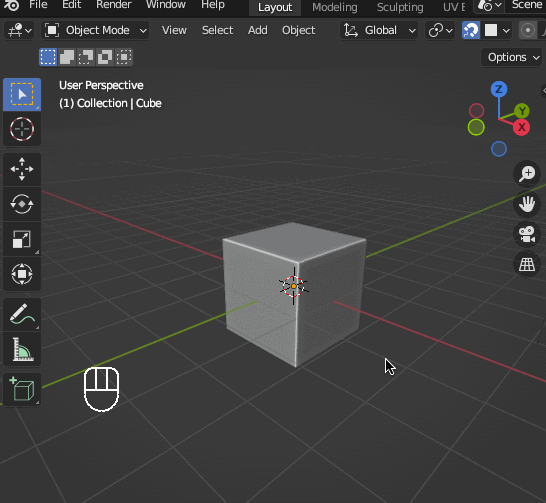 File Edit Render Window Help Layout Modeling Sculpting UV E Scene
Object Mode View Select Add Object Global
Options
User Perspective
(1) Collection | Cube
Z
Y
X